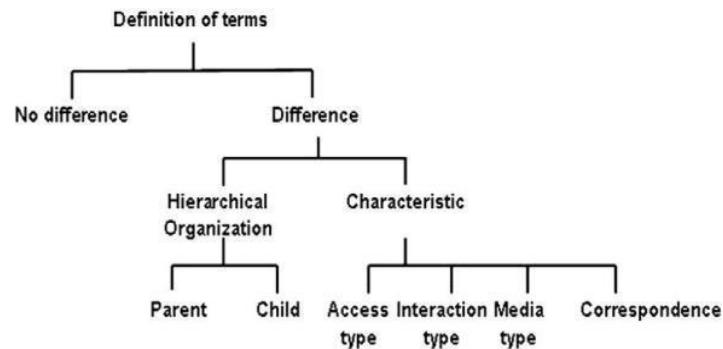 Definition of terms
No difference
Difference
Hierarchical
Organization
Characteristic
Parent
Child
Access
type
Interaction
type
Media
type
Correspondence